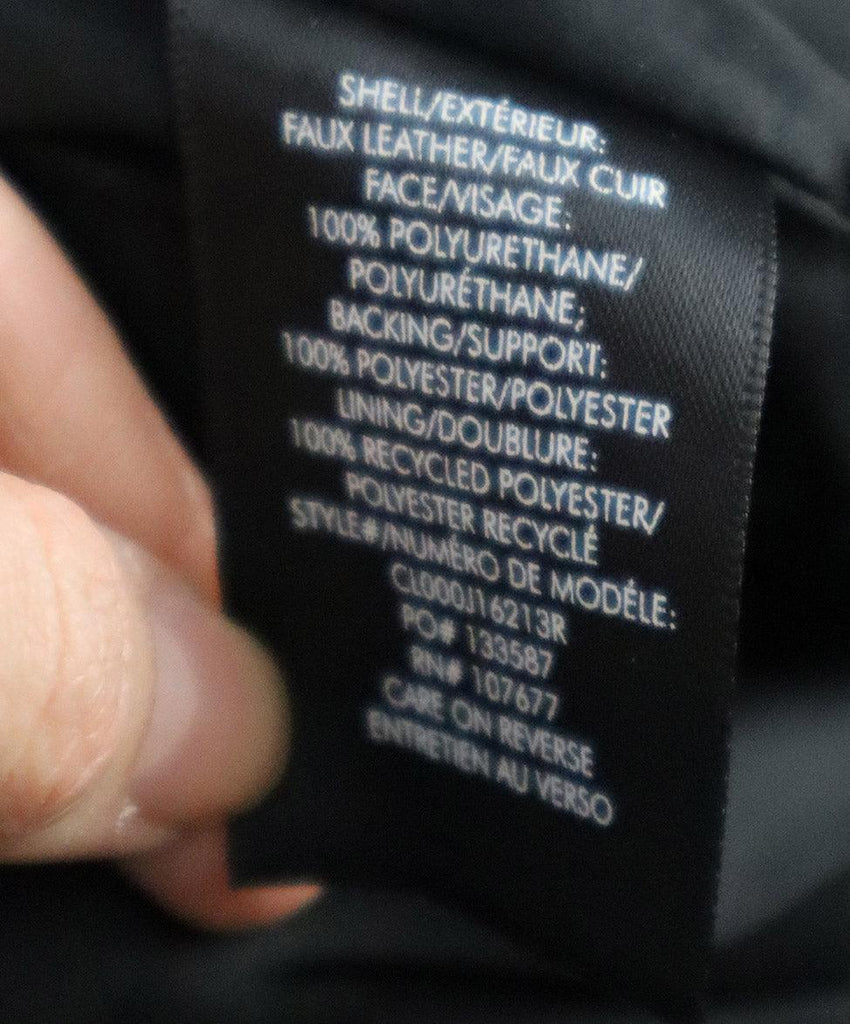 SHELL/EXTÉRIEUR:
FAUX LEATHER/FAUX CUIR
FACE/VISAGE:
100% POLYURETHANE/
POLYURÉTHANE;
BACKING/SUPPORT:
100% POLYESTER/POLYESTER
LINING/DOUBLURE:
100% RECYCLED POLYESTER/
POLYESTER RECYCLÉ
STYLE#/NUMÉRO DE MODÉLE:
CL000J16213R
PO# 133587
RN# 107677
CARE ON REVERSE
ENTRETIEN AU VERSO